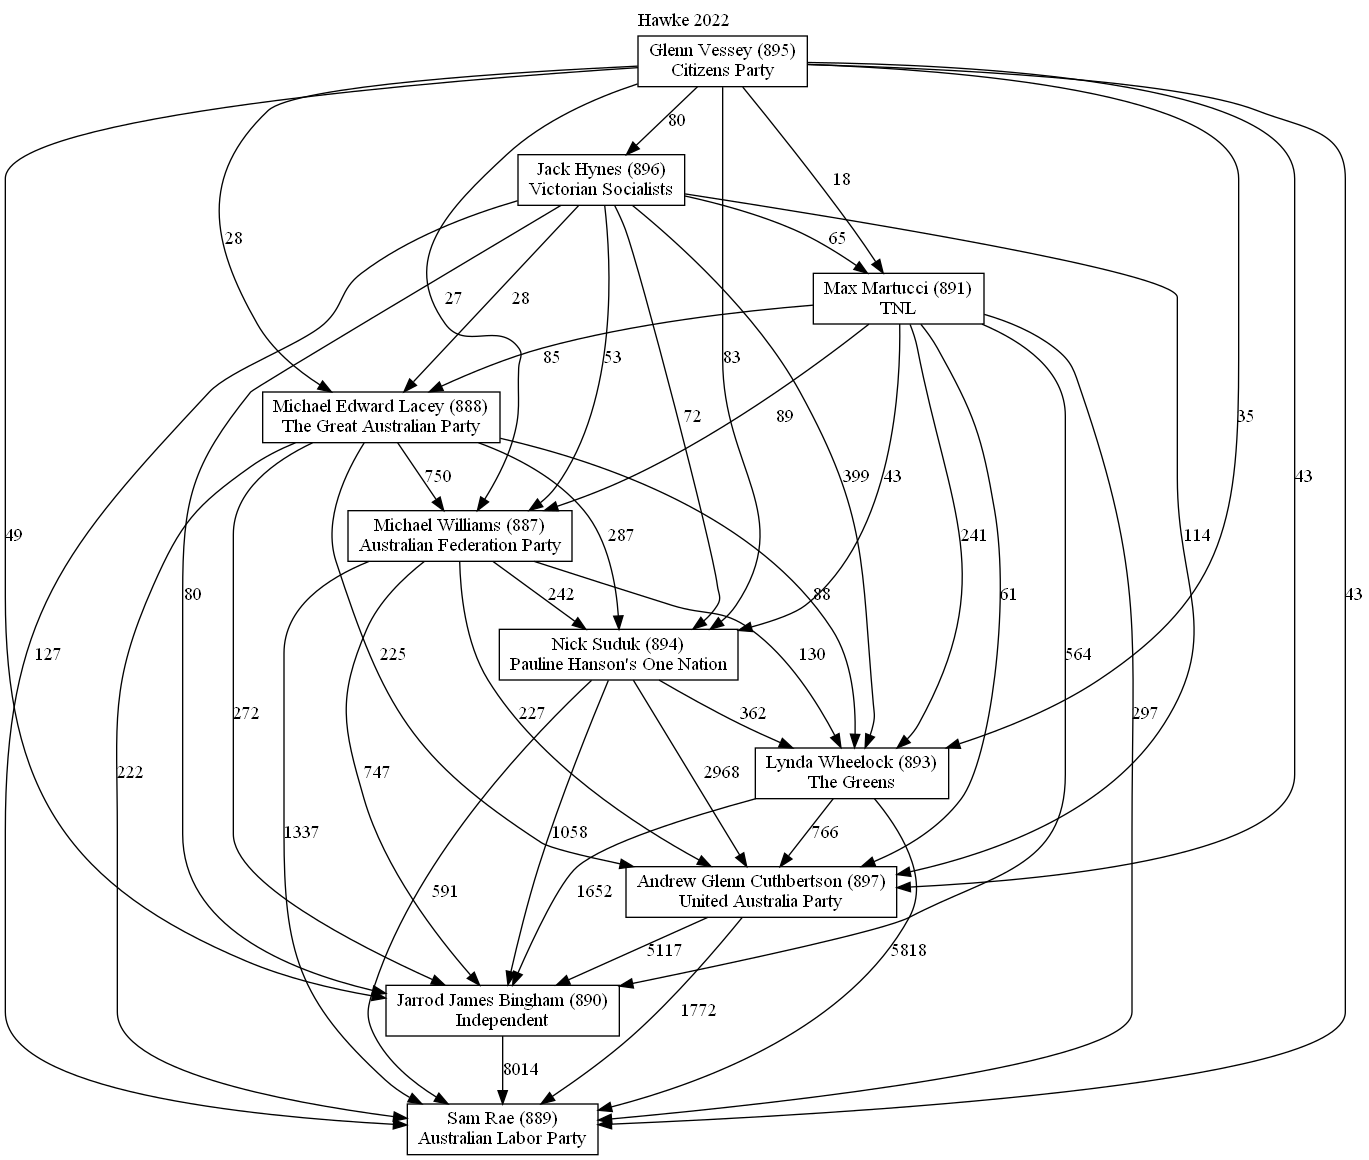 Hawke 2022
Glenn Vessey (895)
Citizens Party
80
Jack Hynes (896)
Victorian Socialists
18
28
65
Max Martucci (891)
TNL
27
28
85
53
83
Michael Edward Lacey (888)
The Great Australian Party
72
89
35
750
399
43
43
Michael Williams (887)
Australian Federation Party
49
287
241
114
80
242
88
61
43
Nick Suduk (894)
Pauline Hanson's One Nation
127
225
130
564
272
227
362
297
Lynda Wheelock (893)
The Greens
222
747
2968
1337
1058
766
Andrew Glenn Cuthbertson (897)
United Australia Party
591
1652
5117
5818
Jarrod James Bingham (890)
Independent
1772
8014
Sam Rae (889)
Australian Labor Party